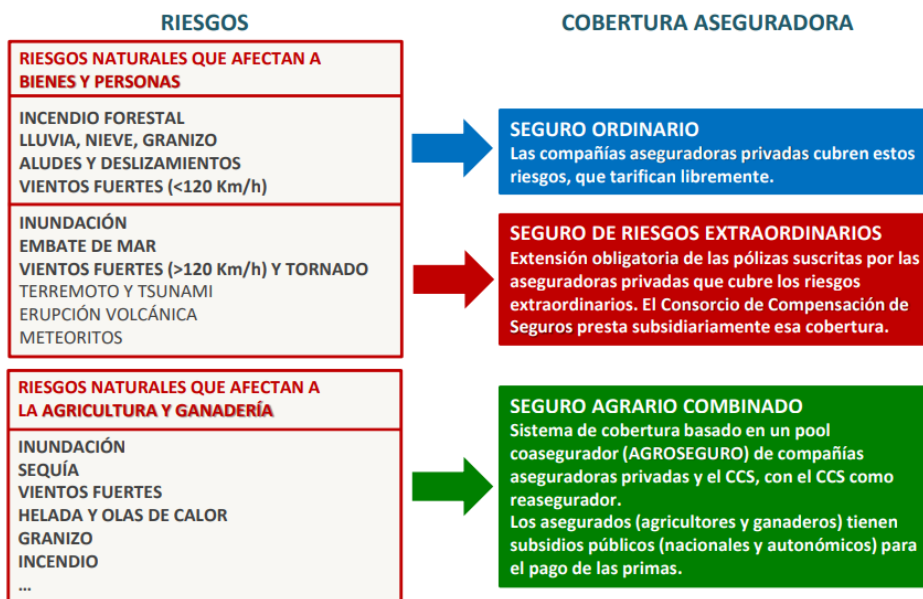 RIESGOS
COBERTURA ASEGURADORA
RIESGOS NATURALES QUE AFECTAN A
BIENES Y PERSONAS
INCENDIO FORESTAL
LLUVIA, NIEVE, GRANIZO
ALUDES Y DESLIZAMIENTOS
VIENTOS FUERTES (<120 Km/h)
SEGURO ORDINARIO
Las compañías aseguradoras privadas cubren estos
riesgos, que tarifican libremente.
INUNDACIÓN
EMBATE DE MAR
VIENTOS FUERTES (>120 Km/h) Y TORNADO
TERREMOTO Y TSUNAMI
ERUPCIÓN VOLCÁNICA
METEORITOS
SEGURO DE RIESGOS EXTRAORDINARIOS
Extensión obligatoria de las pólizas suscritas por las
aseguradoras privadas que cubre los riesgos
extraordinarios. El Consorcio de Compensación de
Seguros presta subsidiariamente esa cobertura.
RIESGOS NATURALES QUE AFECTAN A
LA AGRICULTURA Y GANADERÍA
INUNDACIÓN
SEQUÍA
VIENTOS FUERTES
HELADA Y OLAS DE CALOR
GRANIZO
INCENDIO
...
SEGURO AGRARIO COMBINADO
Sistema de cobertura basado en un pool
coasegurador (AGROSEGURO) de compañías
aseguradoras privadas y el CCS, con el CCS como
reasegurador.
Los asegurados (agricultores y ganaderos) tienen
subsidios públicos (nacionales y autonómicos) para
el pago de las primas.